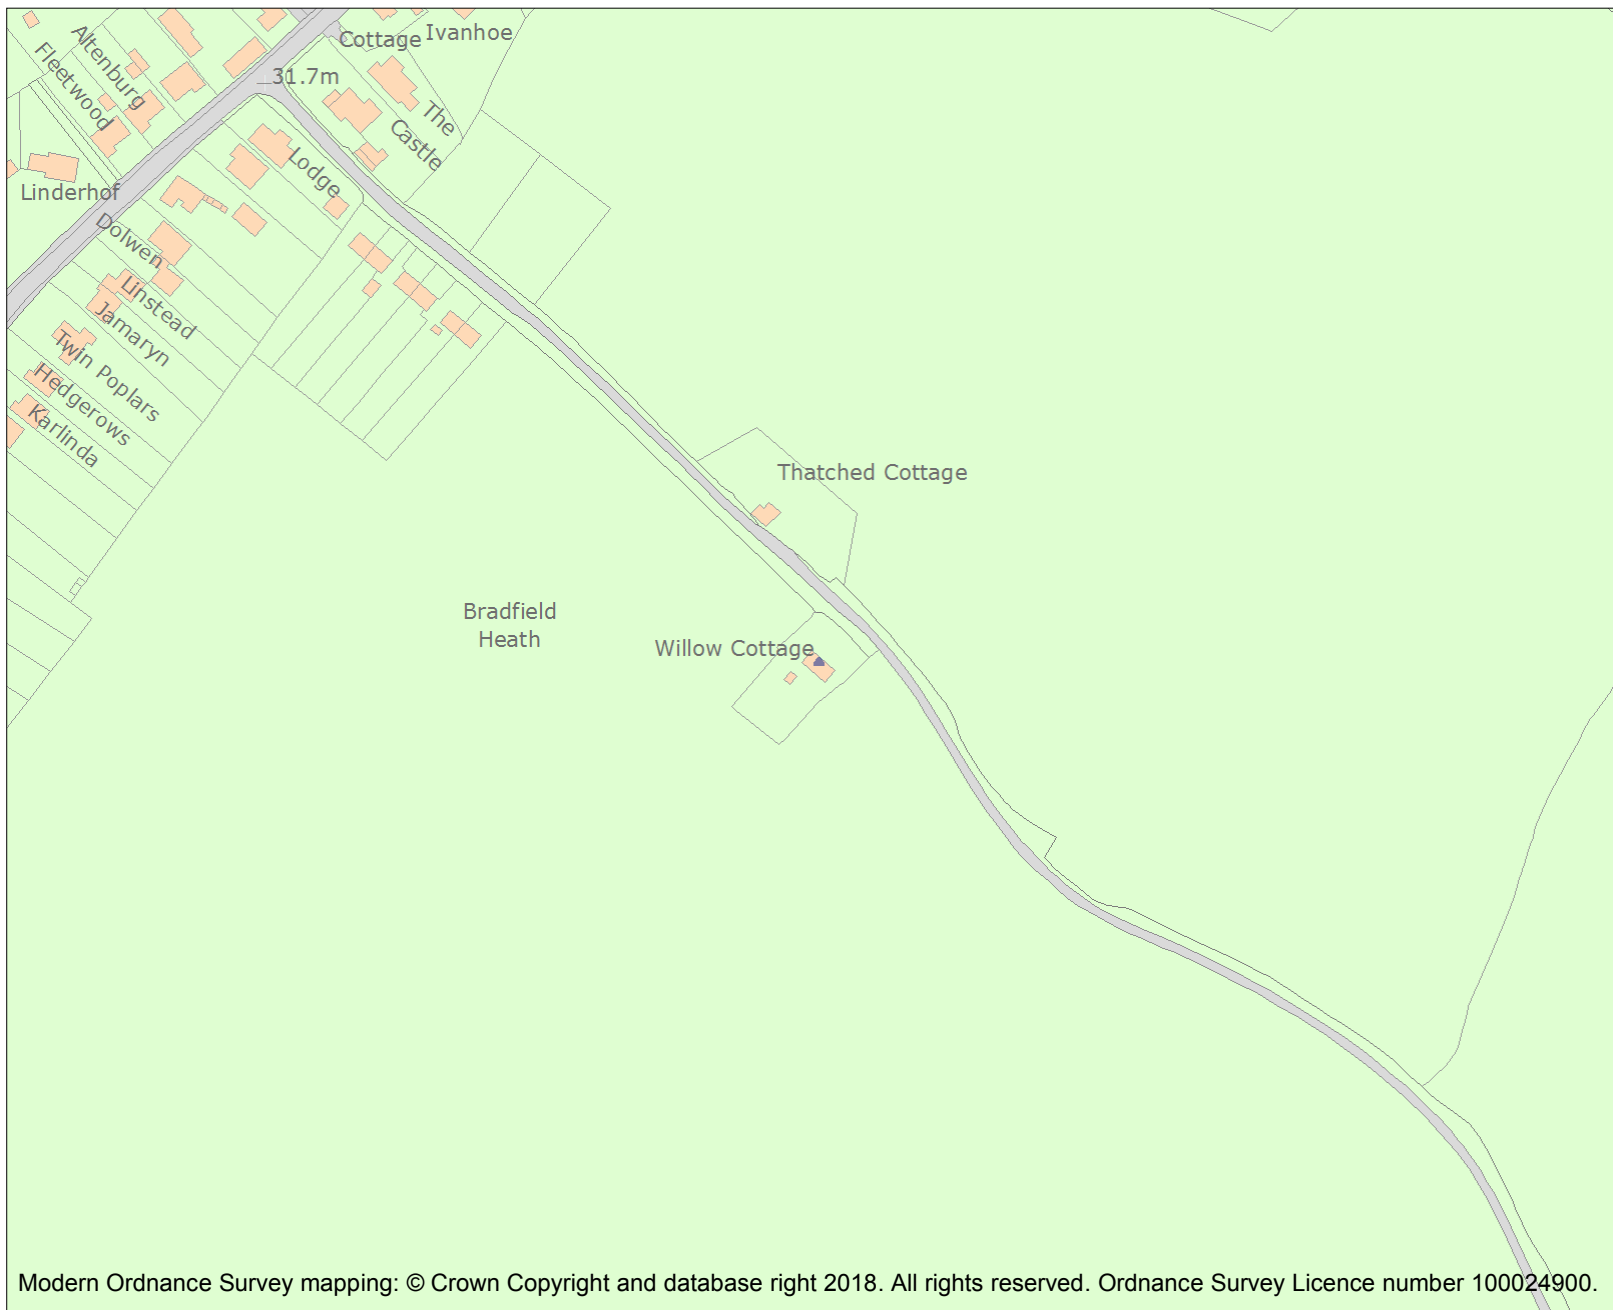 Cottage
Ivanhoe
Altenburg
Fleetwood
31.7m
The
Castle
Lodge
Linderhof
Dolwen
Linstead
Jamaryn
Twin Poplars
Hedgerows
Karlinda
Thatched Cottage
Bradfield
Heath
Willow Cottage
Modern Ordnance Survey mapping: © Crown Copyright and database right 2018. All rights reserved. Ordnance Survey Licence number 100024900.